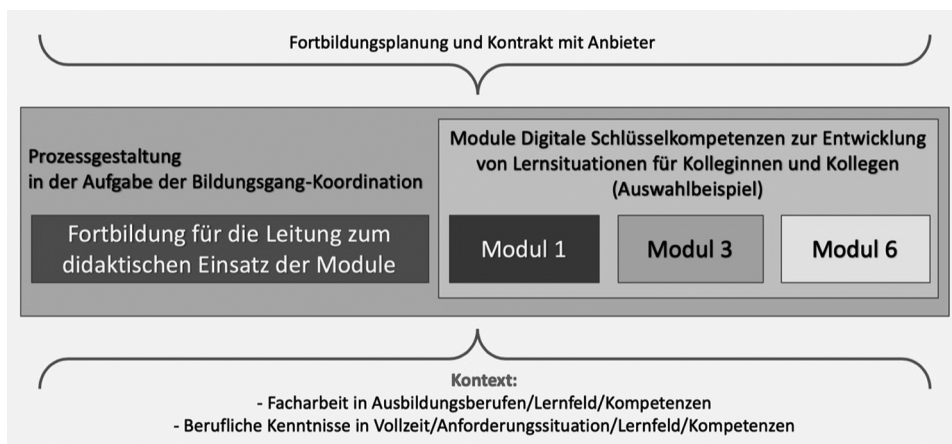 Fortbildungsplanung und Kontrakt mit Anbieter
Prozessgestaltung
in der Aufgabe der Bildungsgang-Koordination
Fortbildung für die Leitung zum
didaktischen Einsatz der Module
Module Digitale Schlüsselkompetenzen zur Entwicklung
von Lernsituationen für Kolleginnen und Kollegen
(Auswahlbeispiel)
Modul 1
Modul 3
Modul 6
Kontext:
- Facharbeit in Ausbildungsberufen/Lernfeld/Kompetenzen
- Berufliche Kenntnisse in Vollzeit/Anforderungssituation/Lernfeld/Kompetenzen